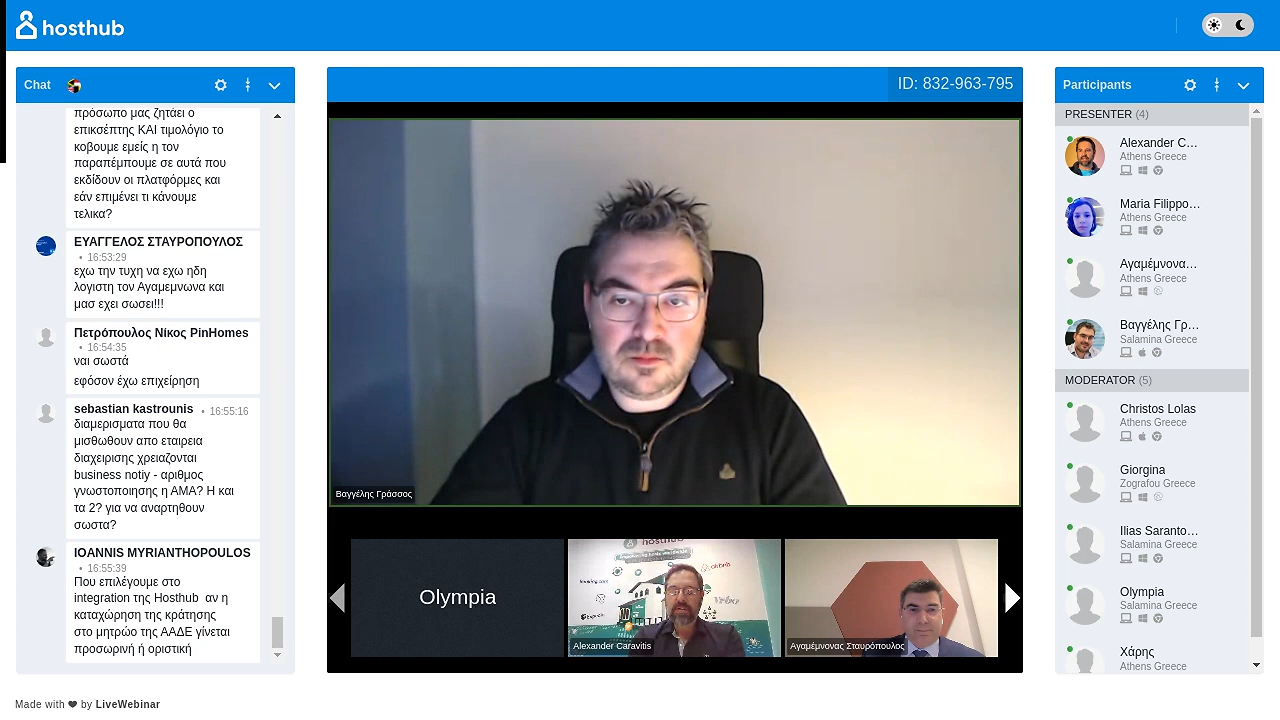 hosthub
Chat
πρόσωπο μας ζητάει ο
επικσέπτης ΚΑΙ τιμολόγιο το
κοβουμε εμείς η τον
παραπέμπουμε σε αυτά που
εκδίδουν οι πλατφόρμες και
εάν επιμένει τι κάνουμε
τελικα?
ΕΥΑΓΓΕΛΟΣ ΣΤΑΥΡΟΠΟΥΛΟΣ
• 16:53:29
εχω την τυχη να εχω ηδη
λογιστη τον Αγαμεμνωνα και
μασ εχει σωσει!!!
Πετρόπουλος Νίκος PinHomes
• 16:54:35
ναι σωστά
εφόσον έχω επιχείρηση
sebastian kastrounis • 16:55:16
διαμερισματα που θα
μισθωθουν απο εταιρεια
διαχειρισης χρειαζονται
business notiy - αριθμος
γνωστοποιησης η ΑΜΑ? Η και
τα 2? για να αναρτηθουν
σωστα?
IOANNIS MYRIANTHOPOULOS
• 16:55:39
Που επιλέγουμε στο
integration της Hosthub αν η
καταχώρηση της κράτησης
στο μητρώο της ΑΑΔΕ γίνεται
προσωρινή ή οριστική
ID: 832-963-795
Βαγγέλης Γράσσος
Olympia
hosthub
booking.com
airbnb
Vrbo
Expedia
Alexander Caravitis
Αγαμέμνονας Σταυρόπουλος
Participants
PRESENTER (4)
Alexander C…
Athens Greece
Maria Filippo…
Athens Greece
Αγαμέμνονα…
Athens Greece
Βαγγέλης Γρ…
Salamina Greece
MODERATOR (5)
Christos Lolas
Athens Greece
Giorgina
Zografou Greece
Ilias Saranto…
Salamina Greece
Olympia
Salamina Greece
Χάρης
Athens Greece
Made with ❤ by LiveWebinar